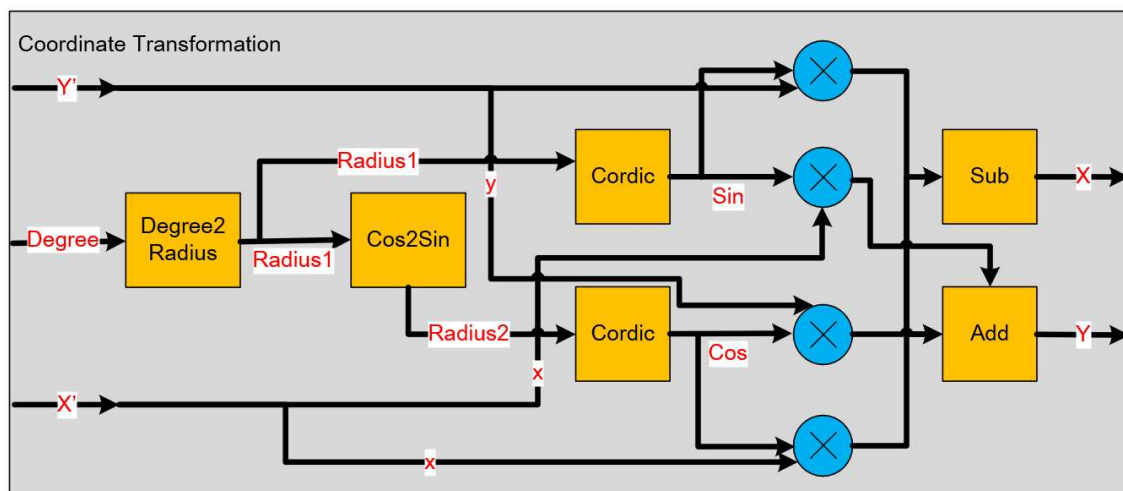 Coordinate Transformation
Y'
Radius1
Cordic
y
Sin
Sub
X
Degree
Degree2
Radius
Radius1
Cos2Sin
Radius2
Cordic
Cos
Add
Y
x
X'
x